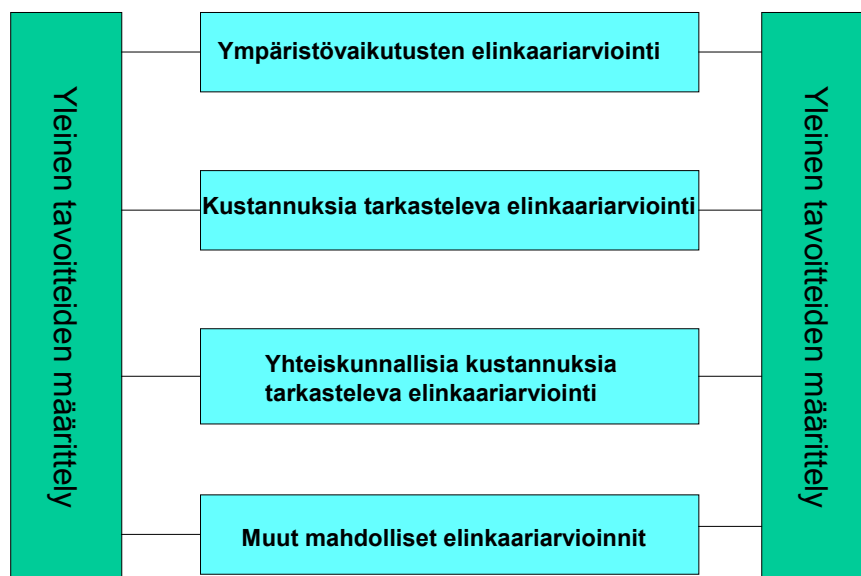 Yleinen tavoitteiden määrittely
Ympäristövaikutusten elinkaariarviointi
Kustannuksia tarkasteleva elinkaariarviointi
Yhteiskunnallisia kustannuksia
tarkasteleva elinkaariarviointi
Muut mahdolliset elinkaariarvioinnit
Yleinen tavoitteiden määrittely